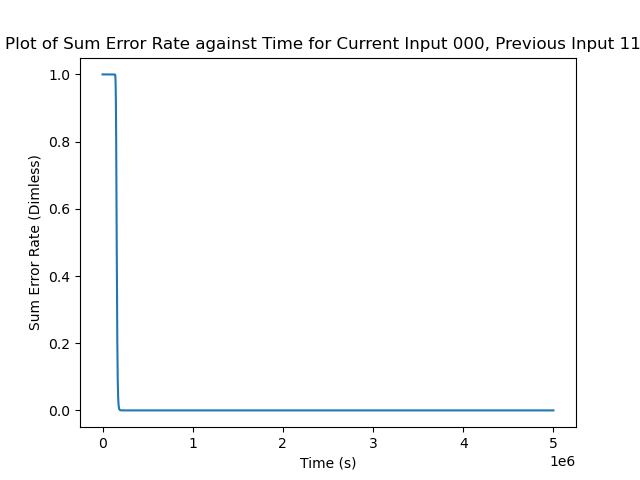 Plot of Sum Error Rate against Time for Current Input 000, Previous Input 11
1.0
0.8
0.6
0.4
0.2
0.0
Sum Error Rate (Dimless)
0 1 2 3 4 5
1e6
Time (s)